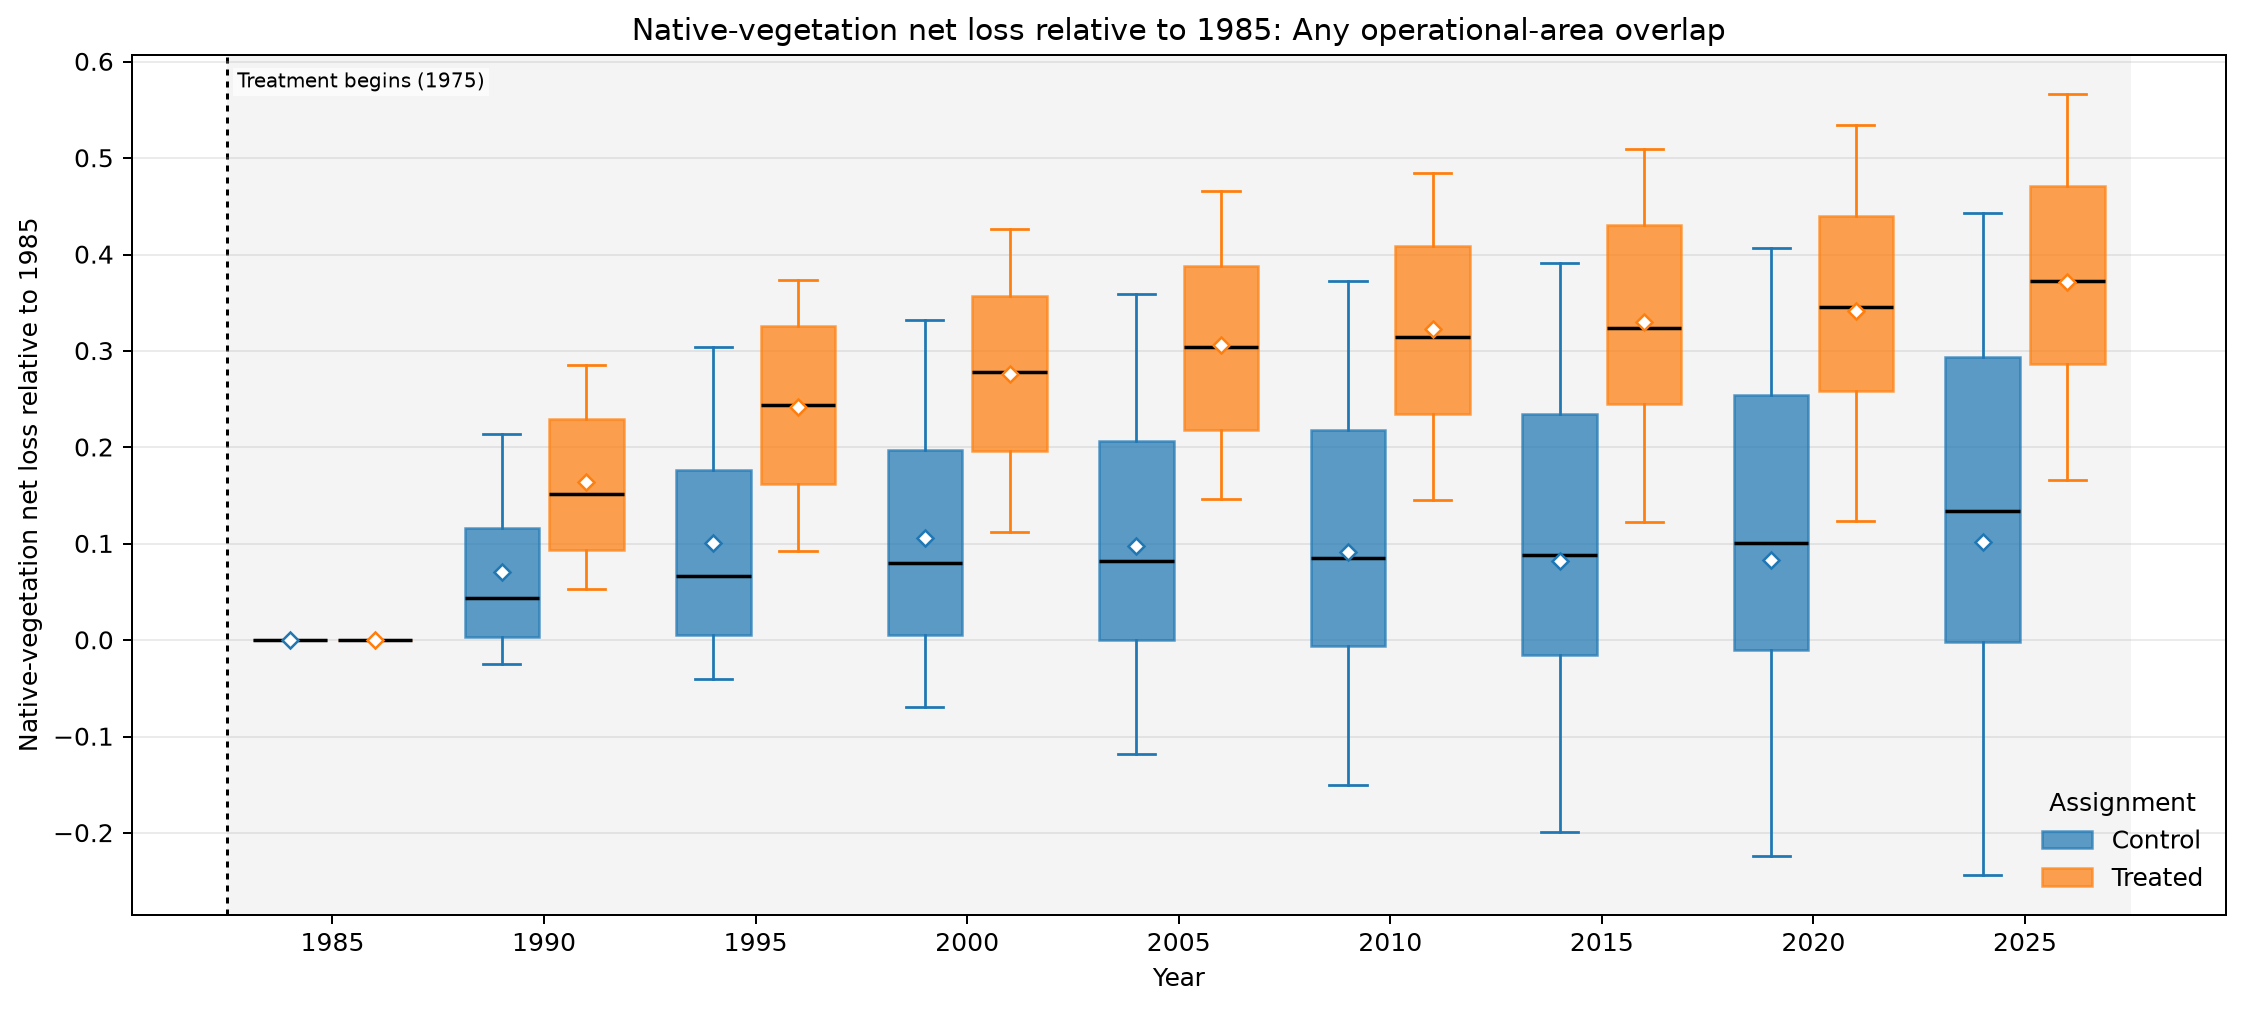 Native-vegetation net loss relative to 1985: Any operational-area overlap
Treatment begins (1975)
Native-vegetation net loss relative to 1985
0.6
0.5
0.4
0.3
0.2
0.1
0.0
−0.1
−0.2
Assignment
Control
Treated
1985 1990 1995 2000 2005 2010 2015 2020 2025
Year